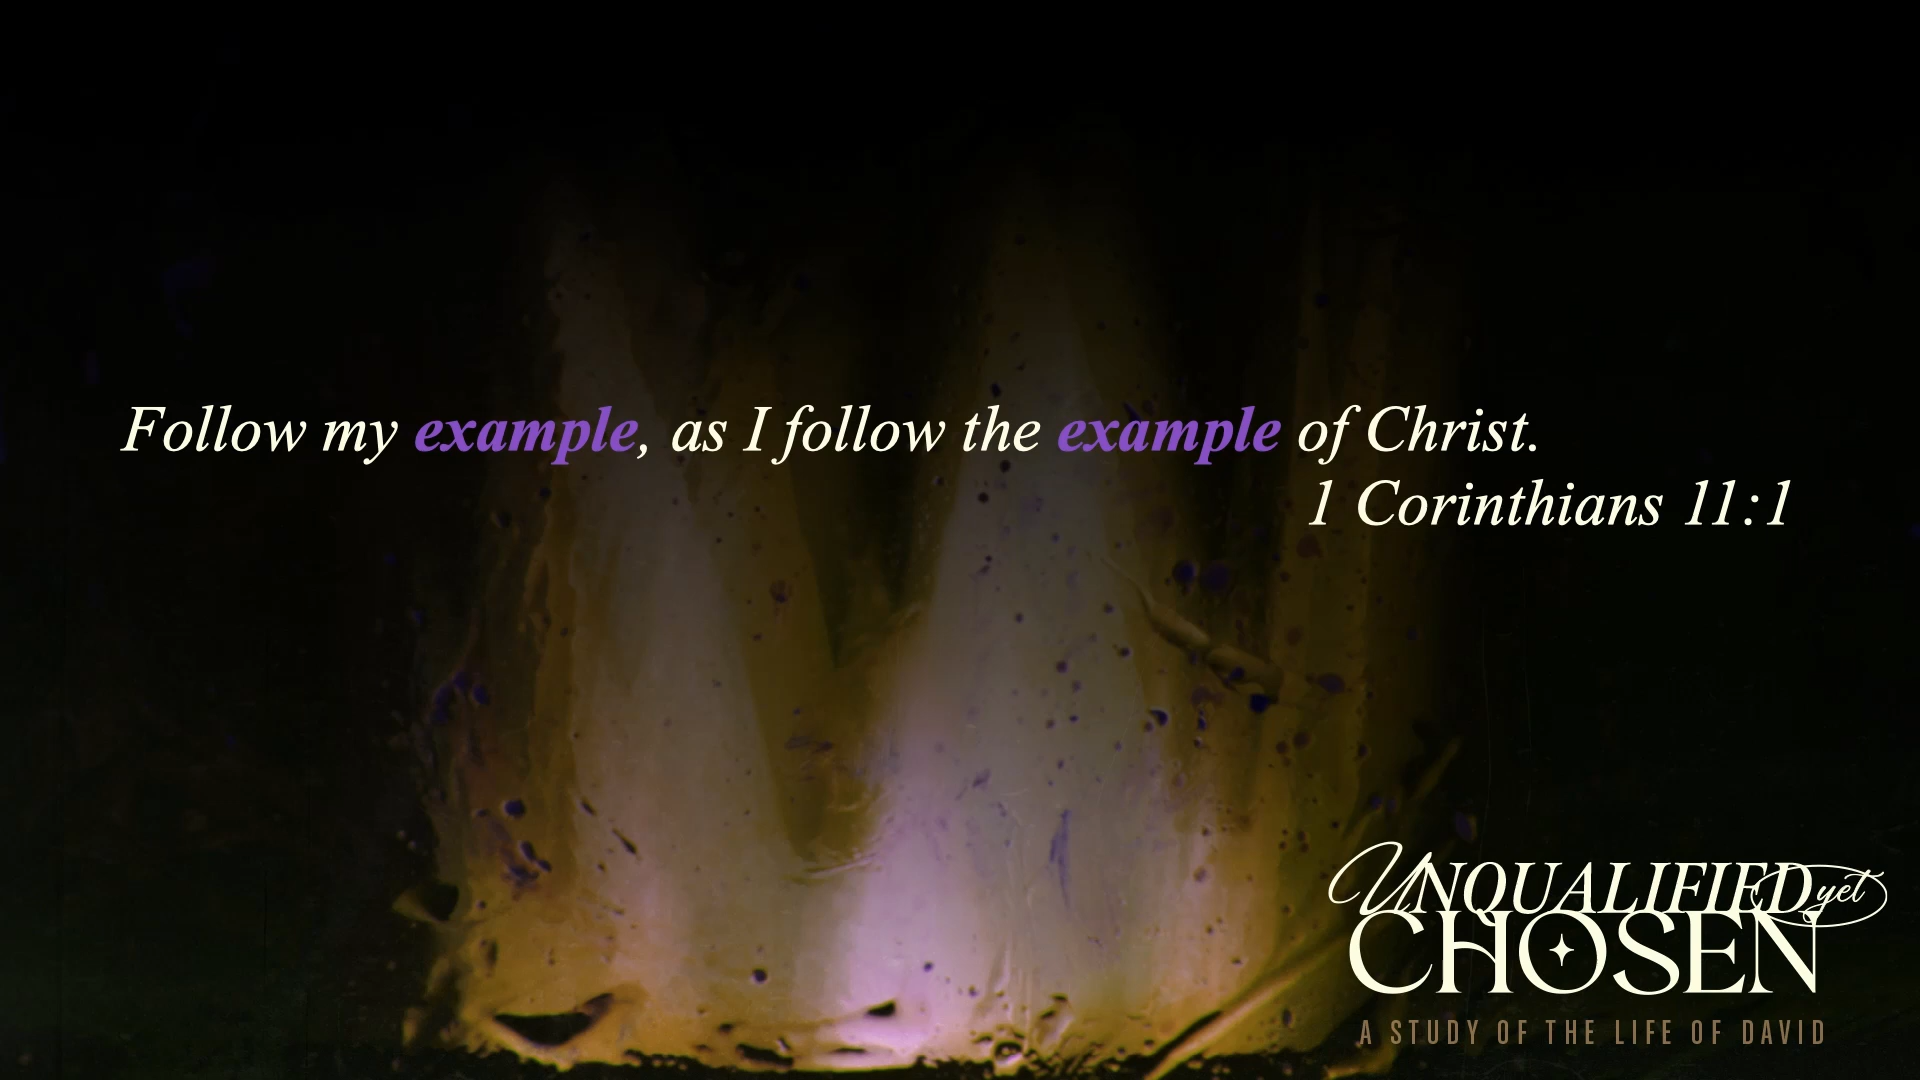 Follow my example, as I follow the example of Christ.
1 Corinthians 11:1
UNQUALIFIED yet
CHOSEN
A STUDY OF THE LIFE OF DAVID